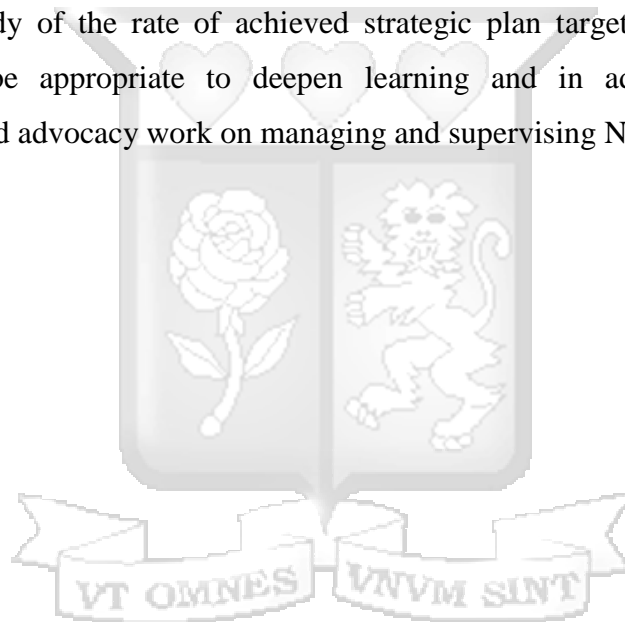 dy of the rate of achieved strategic plan target
be appropriate to deepen learning and in ac
d advocacy work on managing and supervising N
VT OMNES VNVM SINT